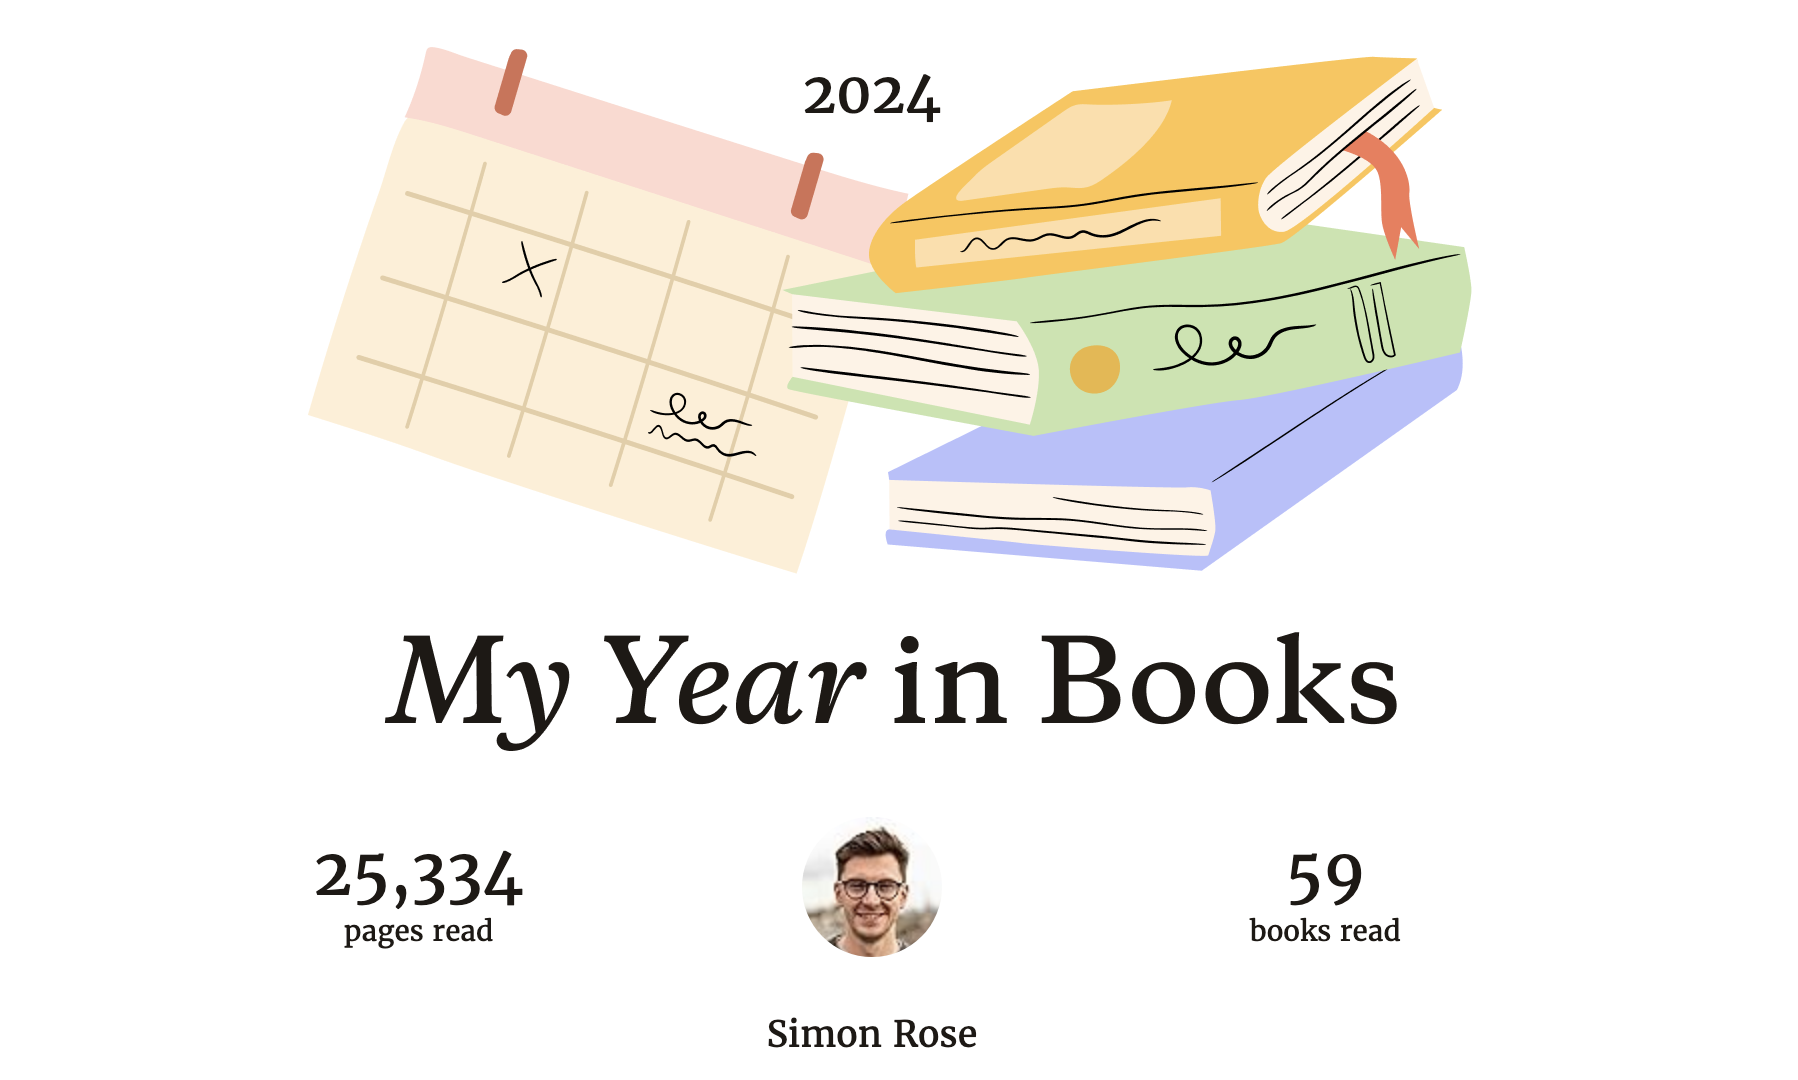 2024
My Year in Books
25,334
pages read
59
books read
Simon Rose